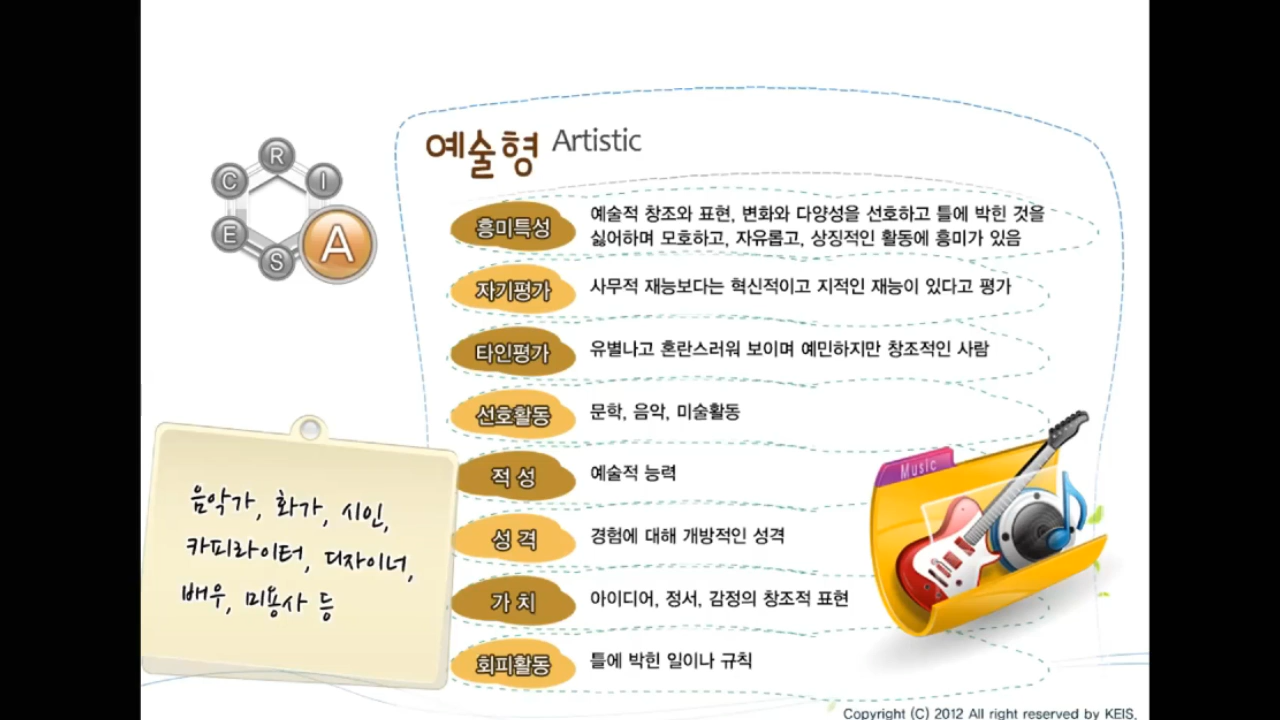 예술형 Artistic
R
C
I
E
A
S
흥미특성
예술적 창조와 표현, 변화와 다양성을 선호하고 틀에 박힌 것을
싫어하며 모호하고, 자유롭고, 상징적인 활동에 흥미가 있음
자기평가
사무적 재능보다는 혁신적이고 지적인 재능이 있다고 평가
타인평가
유별나고 혼란스러워 보이며 예민하지만 창조적인 사람
선호활동
문학, 음악, 미술활동
적 성
예술적 능력
성 격
경험에 대해 개방적인 성격
가 치
아이디어, 정서, 감정의 창조적 표현
회피활동
틀에 박힌 일이나 규칙
음악가, 화가, 시인,
카피라이터, 디자이너,
배우, 미용사 등
Music
Copyright (C) 2012 All right reserved by KEIS.